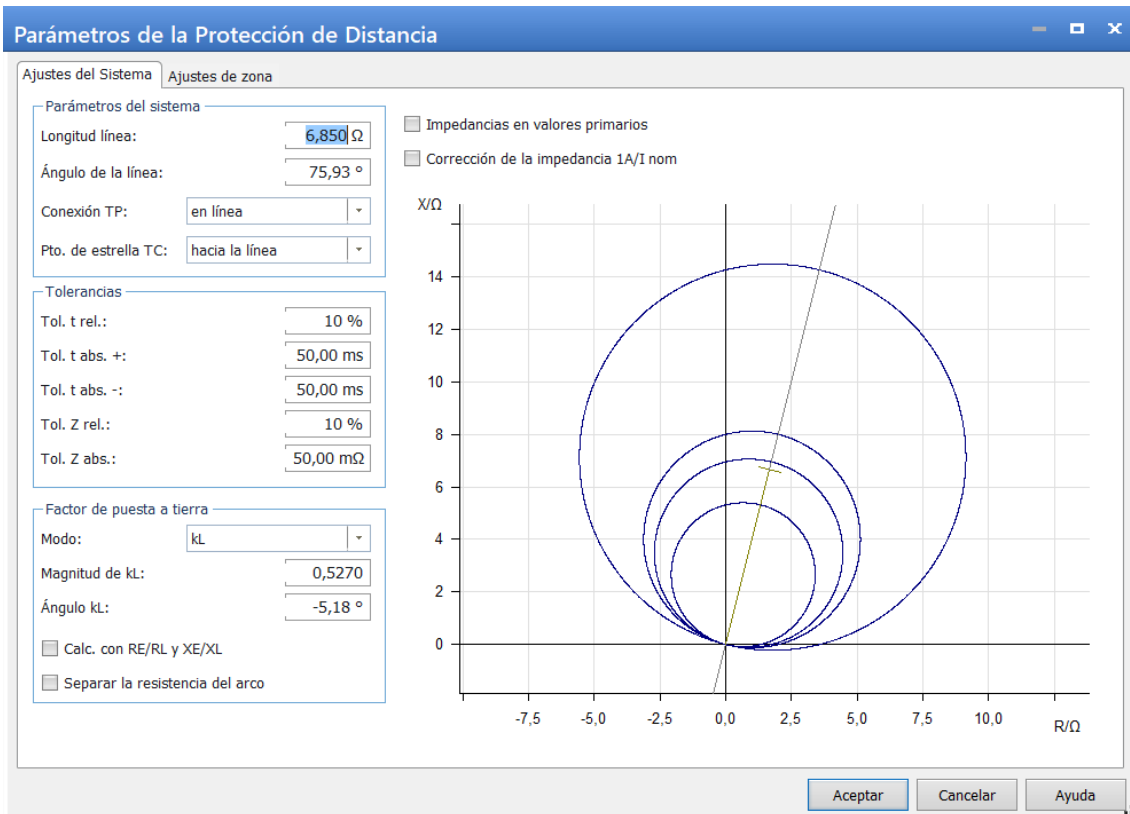 Parámetros de la Protección de Distancia
Ajustes del Sistema Ajustes de zona
Parámetros del sistema
Longitud línea: 6,850 Ω
Ángulo de la línea: 75,93 °
Conexión TP: en línea
Pto. de estrella TC: hacia la línea
Tolerancias
Tol. t rel.: 10 %
Tol. t abs. +: 50,00 ms
Tol. t abs. -: 50,00 ms
Tol. Z rel.: 10 %
Tol. Z abs.: 50,00 mΩ
Factor de puesta a tierra
Modo: kL
Magnitud de kL: 0,5270
Ángulo kL: -5,18 °
Calc. con RE/RL y XE/XL
Separar la resistencia del arco
Impedancias en valores primarios
Corrección de la impedancia 1A/I nom
X/Ω
14
12
10
8
6
4
2
0
-7,5 -5,0 -2,5 0,0 2,5 5,0 7,5 10,0 R/Ω
Aceptar Cancelar Ayuda